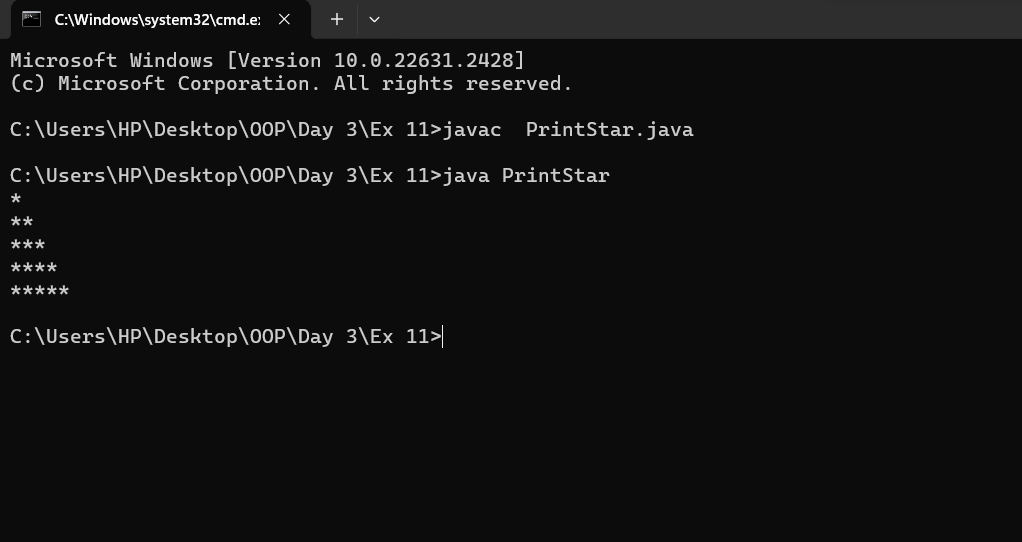 C:\Windows\system32\cmd.e
Microsoft Windows [Version 10.0.22631.2428]
(c) Microsoft Corporation. All rights reserved.
C:\Users\HP\Desktop\OOP\Day 3\Ex 11>javac  PrintStar.java
C:\Users\HP\Desktop\OOP\Day 3\Ex 11>java PrintStar
*
**
***
****
*****
C:\Users\HP\Desktop\OOP\Day 3\Ex 11>